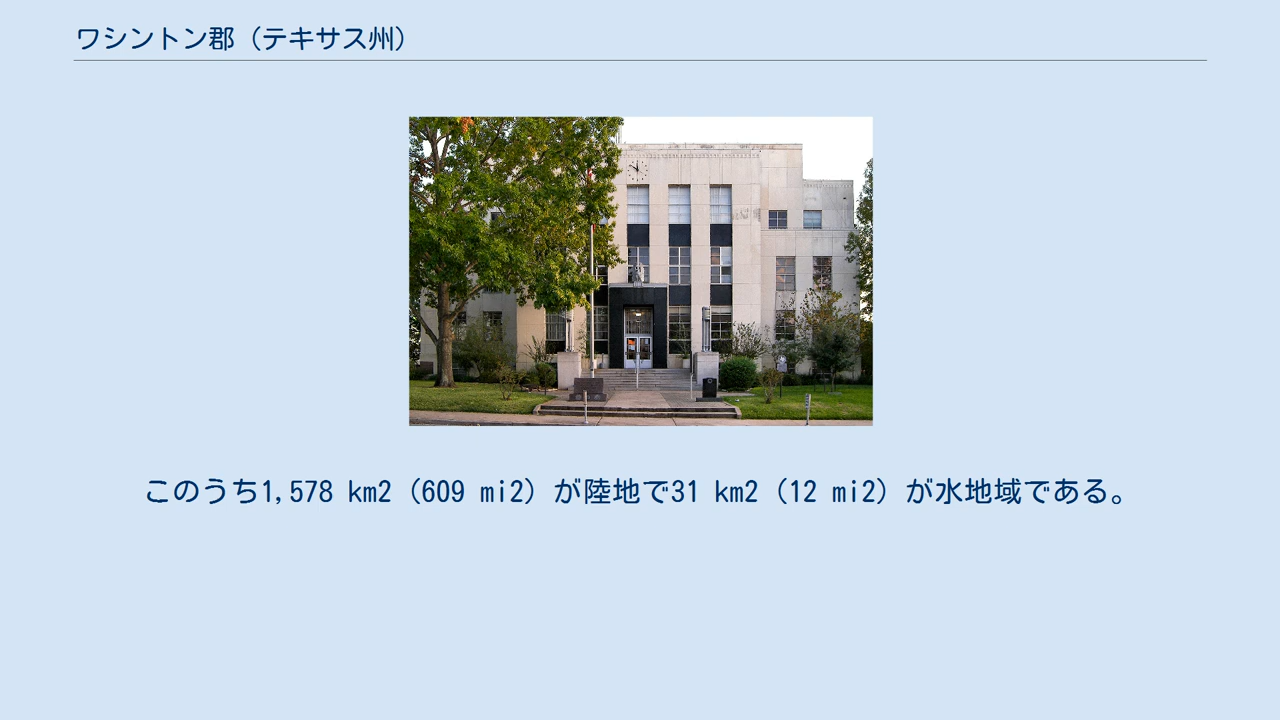 ワシントン郡（テキサス州）
このうち1,578 km2（609 mi2）が陸地で31 km2（12 mi2）が水地域である。